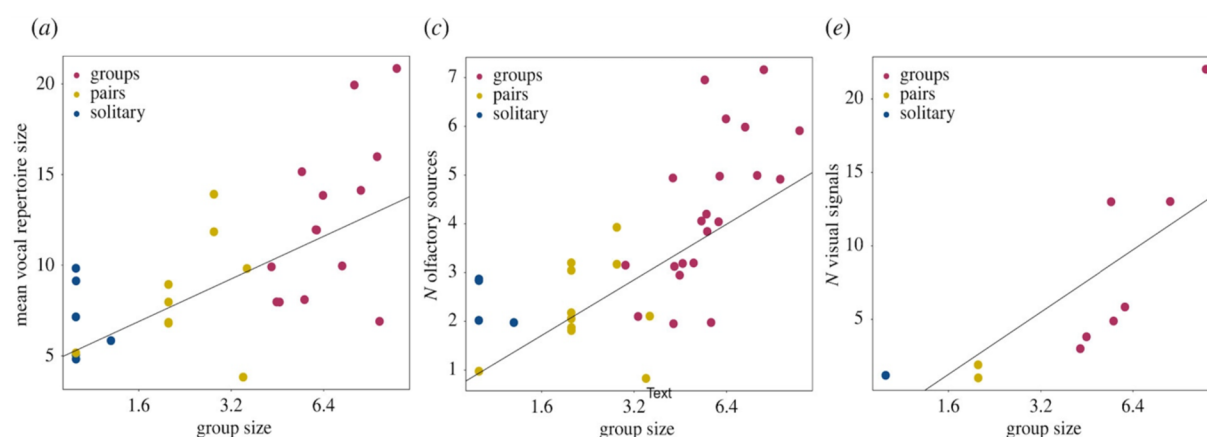 (a)
groups
pairs
solitary
mean vocal repertoire size
20
15
10
5
1.6 3.2 6.4
group size
(c)
groups
pairs
solitary
N olfactory sources
7
6
5
4
3
2
1
Text
1.6 3.2 6.4
group size
(e)
groups
pairs
solitary
N visual signals
20
15
10
5
0
1.6 3.2 6.4
group size